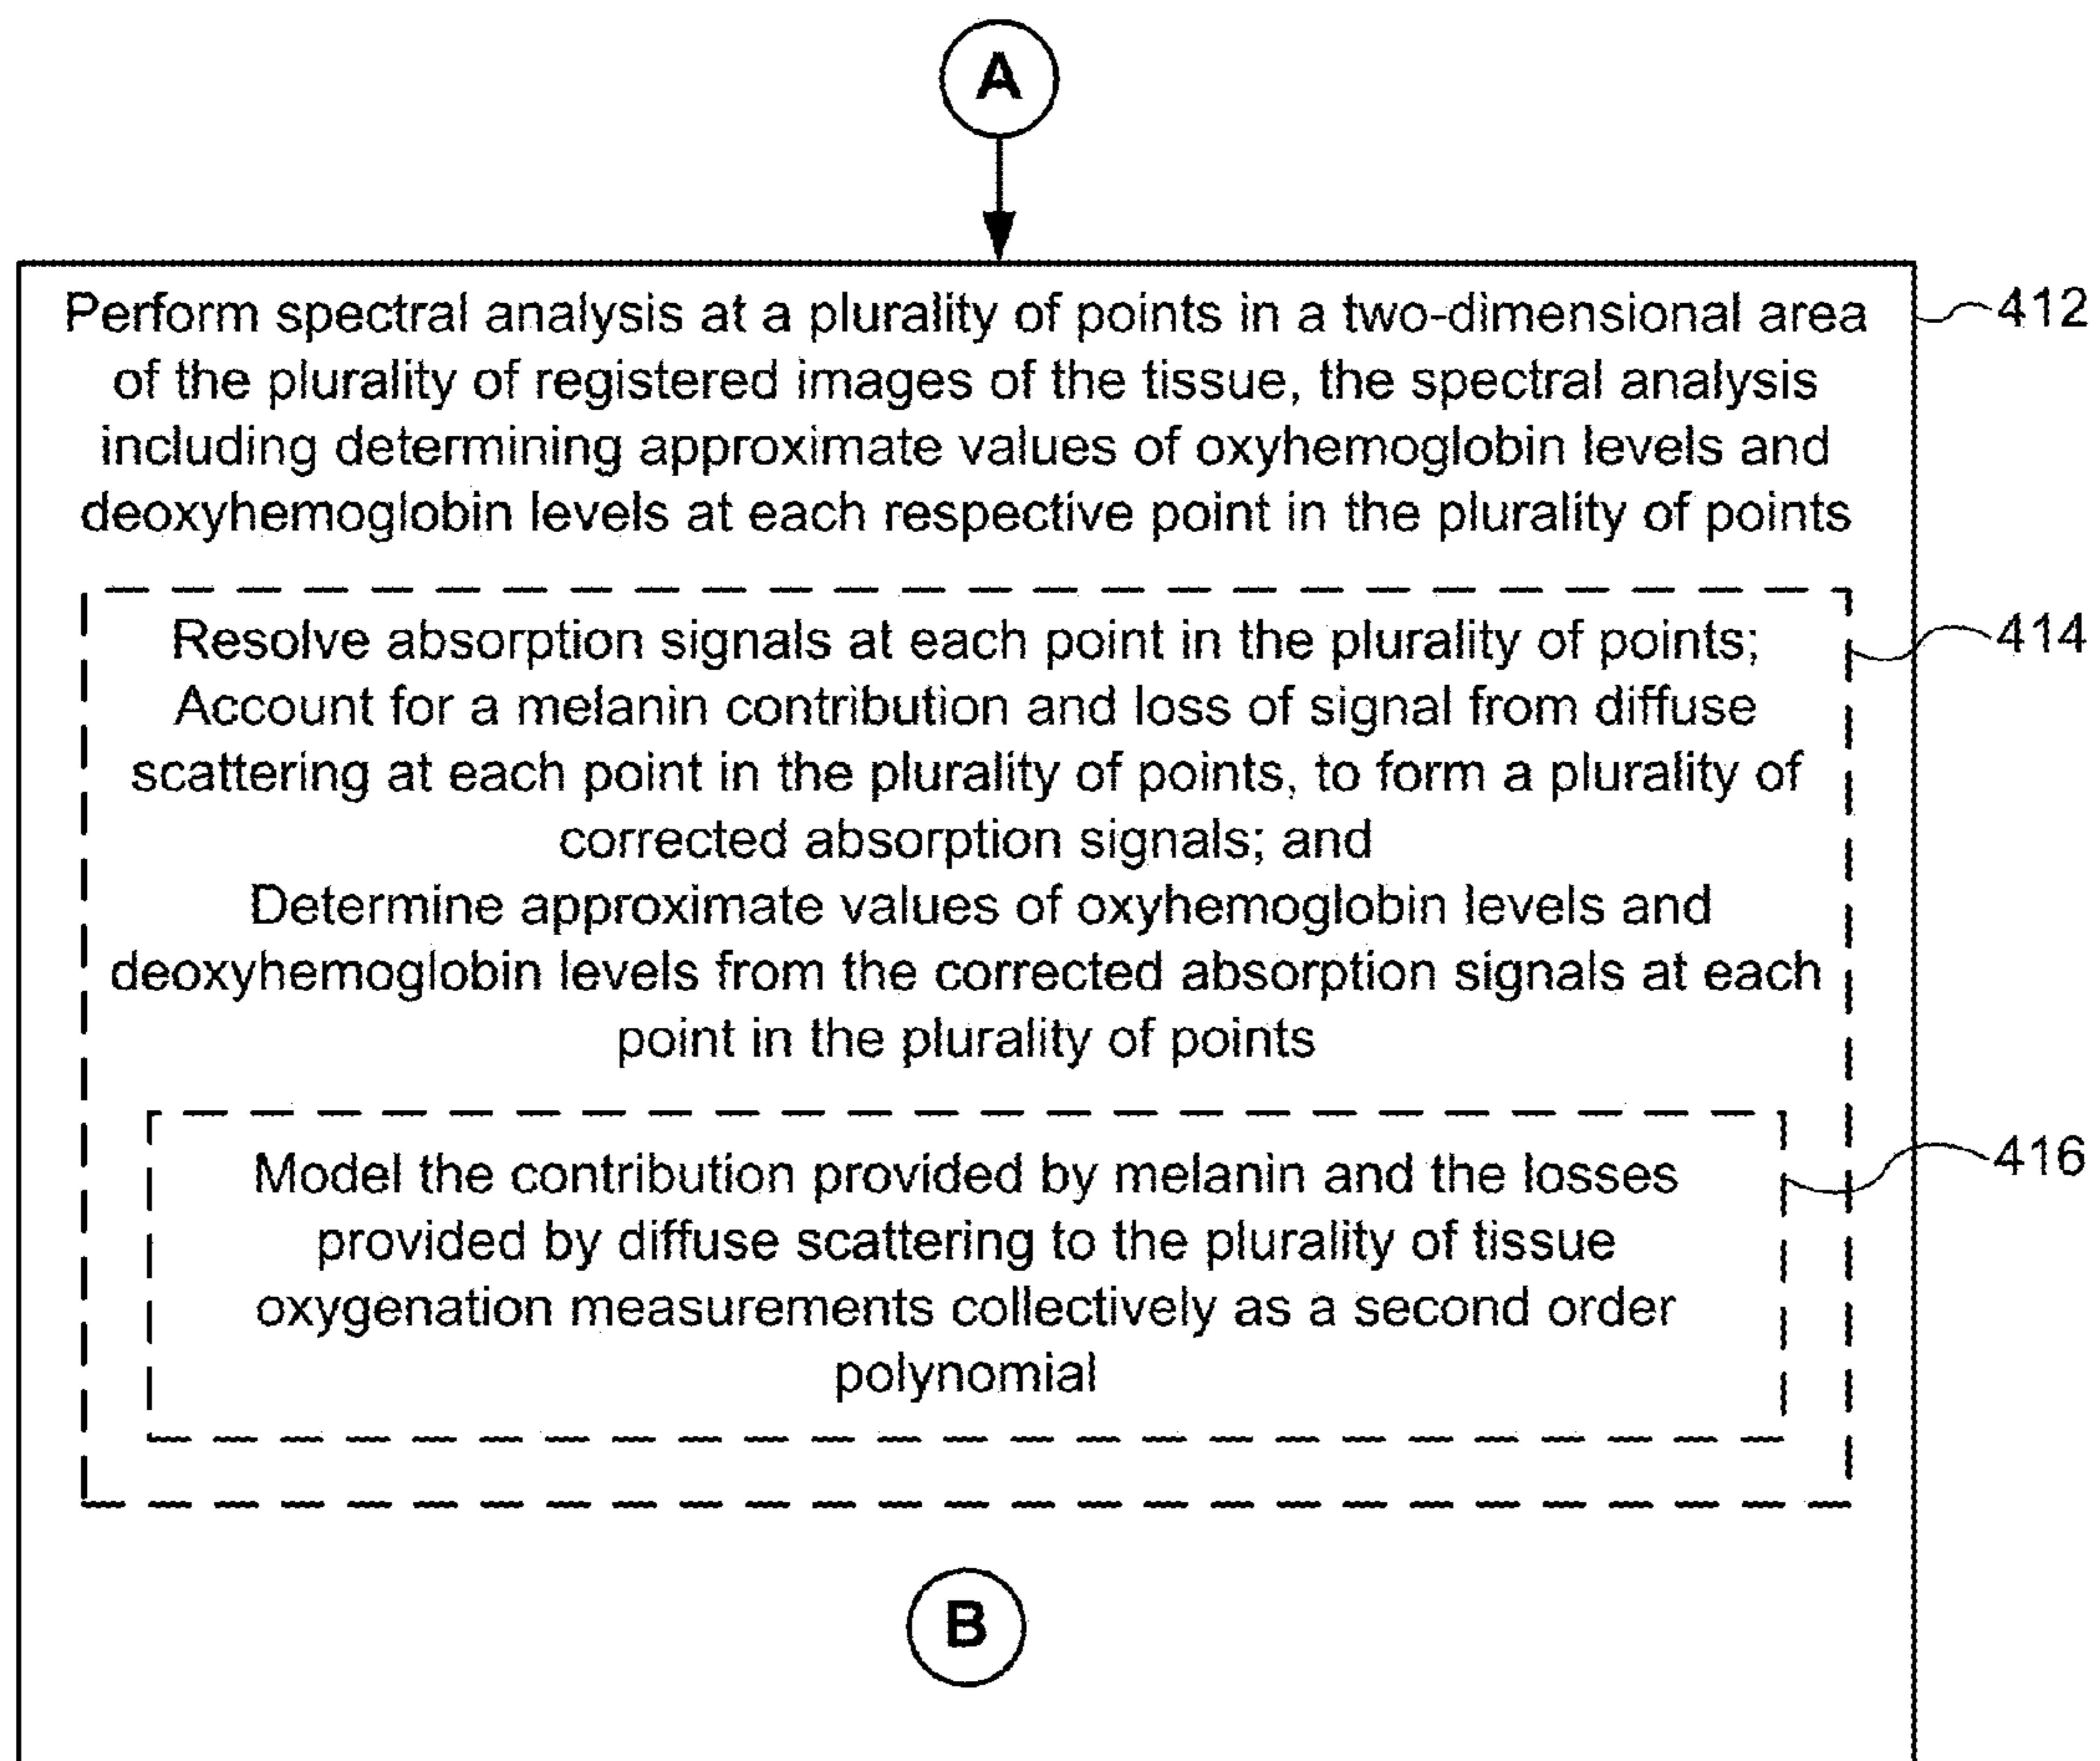 A
Perform spectral analysis at a plurality of points in a two-dimensional area
of the plurality of registered images of the tissue, the spectral analysis
including determining approximate values of oxyhemoglobin levels and
deoxyhemoglobin levels at each respective point in the plurality of points
412
Resolve absorption signals at each point in the plurality of points;
Account for a melanin contribution and loss of signal from diffuse
scattering at each point in the plurality of points, to form a plurality of
corrected absorption signals; and
Determine approximate values of oxyhemoglobin levels and
deoxyhemoglobin levels from the corrected absorption signals at each
point in the plurality of points
414
Model the contribution provided by melanin and the losses
provided by diffuse scattering to the plurality of tissue
oxygenation measurements collectively as a second order
polynomial
416
B